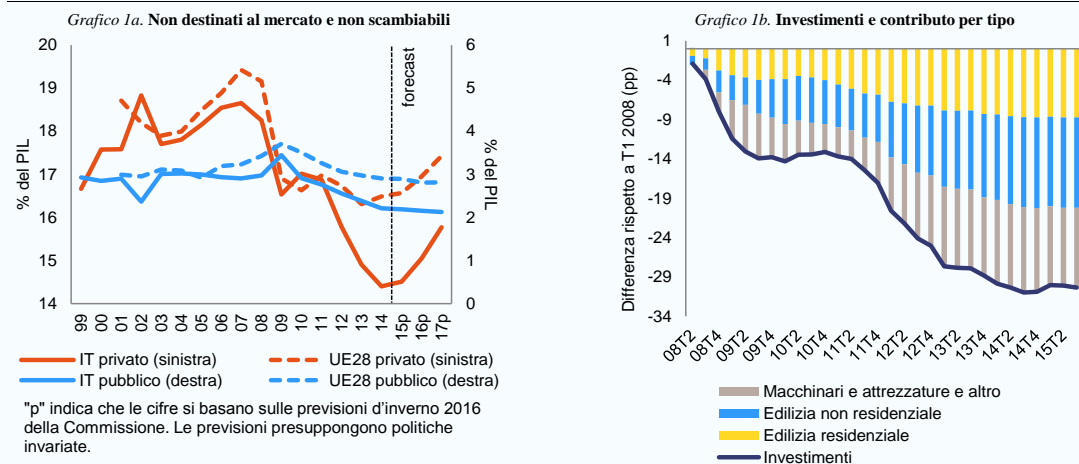 Grafico 1a. Non destinati al mercato e non scambiabili
20
19
18
17
16
15
14
% del PIL
6
5
4
3
2
1
0
% del PIL
forecast
99 00 01 02 03 04 05 06 07 08 09 10 11 12 13 14 15p 16p 17p
IT privato (sinistra)
UE28 privato (sinistra)
IT pubblico (destra)
UE28 pubblico (destra)
"p" indica che le cifre si basano sulle previsioni d'inverno 2016
della Commissione. Le previsioni presuppongono politiche
invariate.
Grafico 1b. Investimenti e contributo per tipo
1
-4
-9
-14
-19
-24
-29
-34
Differenza rispetto a T1 2008 (pp)
08T2 08T4 09T2 09T4 10T2 10T4 11T2 11T4 12T2 12T4 13T2 13T4 14T2 14T4 15T2
Macchinari e attrezzature e altro
Edilizia non residenziale
Edilizia residenziale
Investimenti